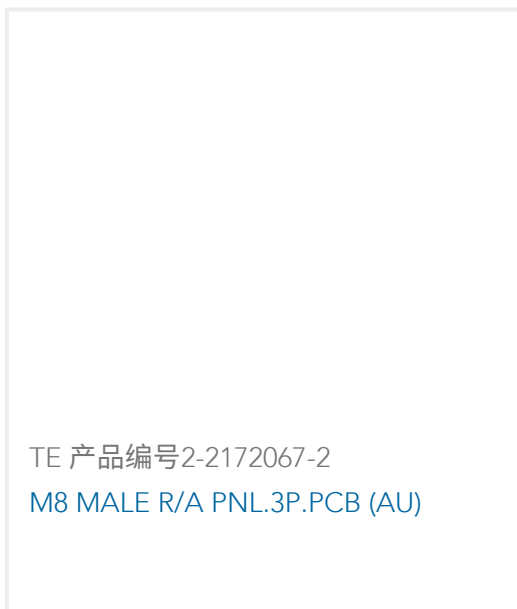 TE 产品编号2-2172067-2
M8 MALE R/A PNL.3P.PCB (AU)